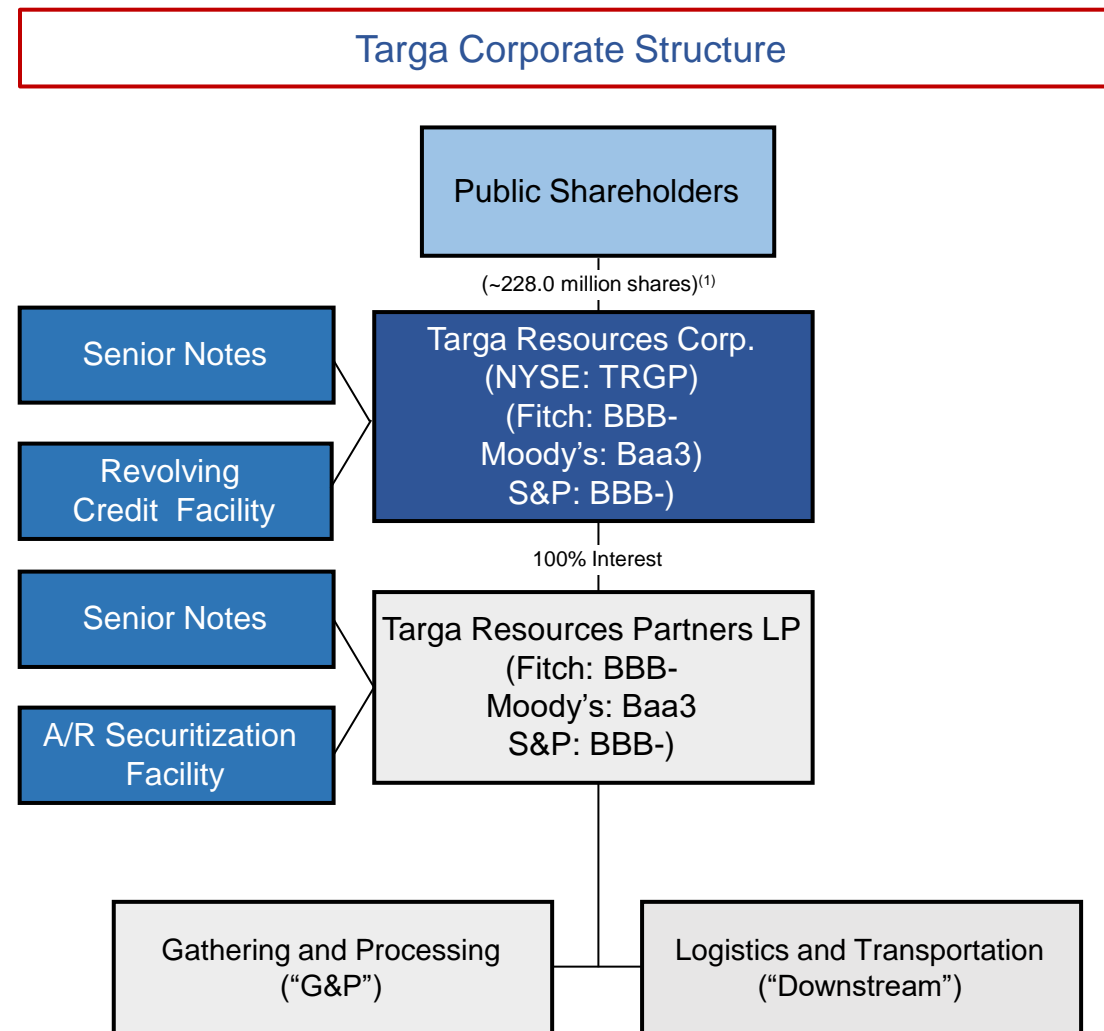 Targa Corporate Structure
Public Shareholders
(~228.0 million shares)(1)
Senior Notes
Revolving
Credit Facility
Targa Resources Corp.
(NYSE: TRGP)
(Fitch: BBB-
Moody’s: Baa3)
S&P: BBB-)
100% Interest
Senior Notes
A/R Securitization
Facility
Targa Resources Partners LP
(Fitch: BBB-
Moody’s: Baa3
S&P: BBB-)
Gathering and Processing
(“G&P”)
Logistics and Transportation
(“Downstream”)